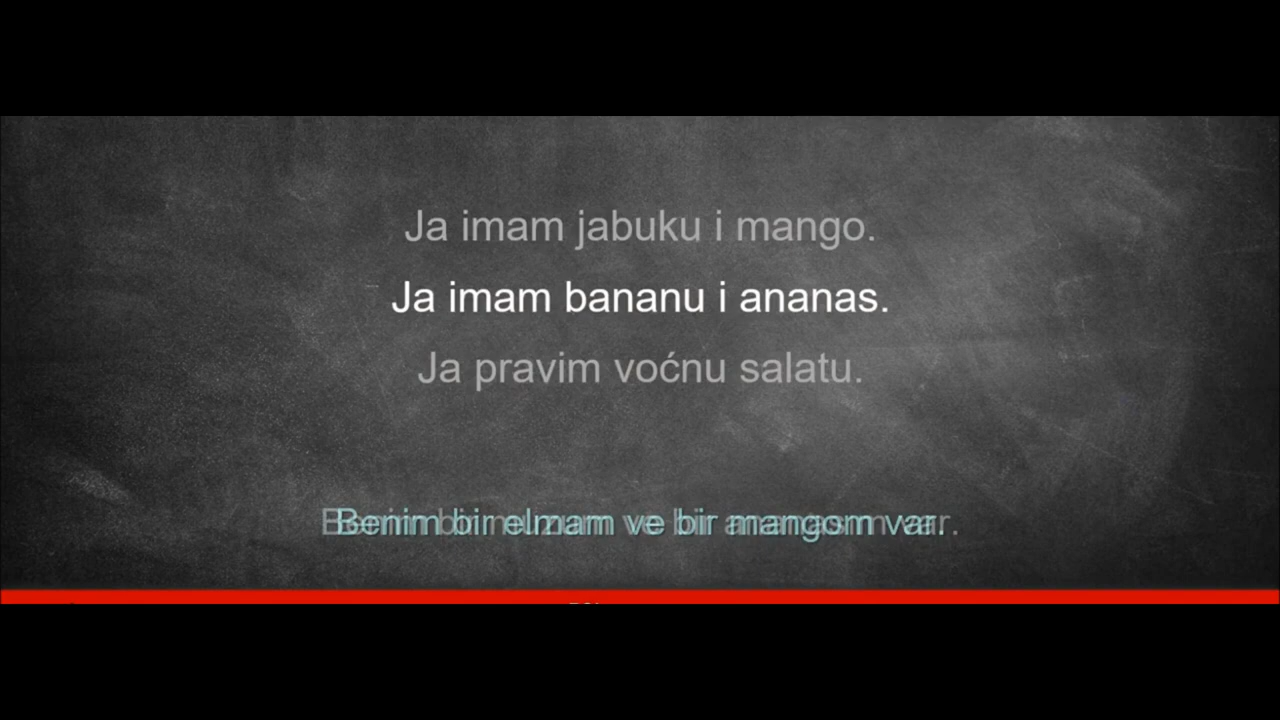 Ja imam jabuku i mango.
Ja imam bananu i ananas.
Ja pravim voćnu salatu.
Benim bir elmam ve bir mangom var.